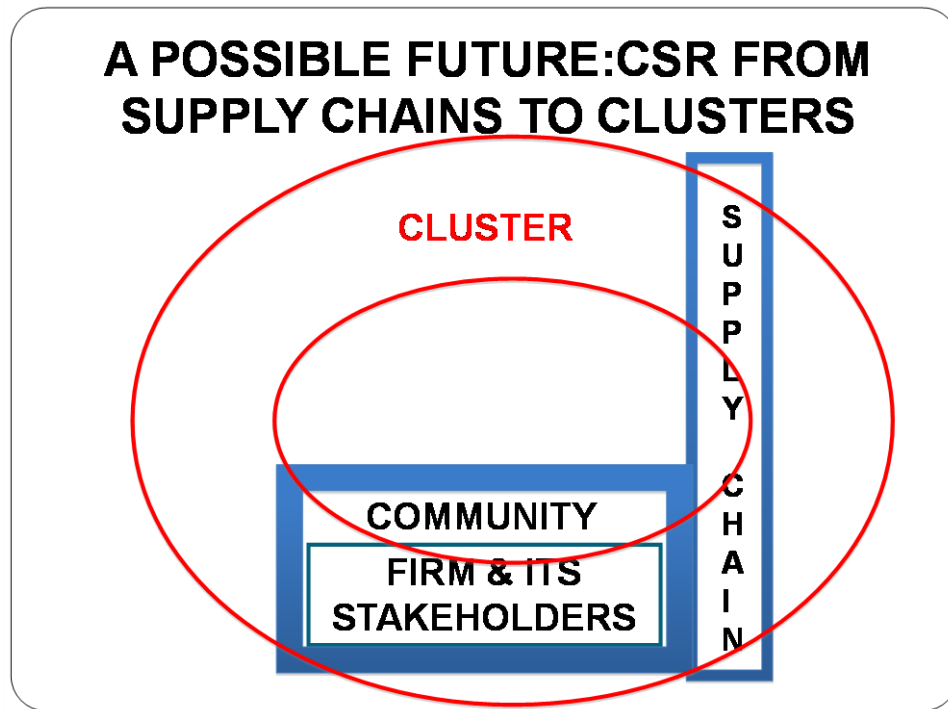 A POSSIBLE FUTURE:CSR FROM
SUPPLY CHAINS TO CLUSTERS
CLUSTER
COMMUNITY
FIRM & ITS
STAKEHOLDERS
SUPPLY CHAIN